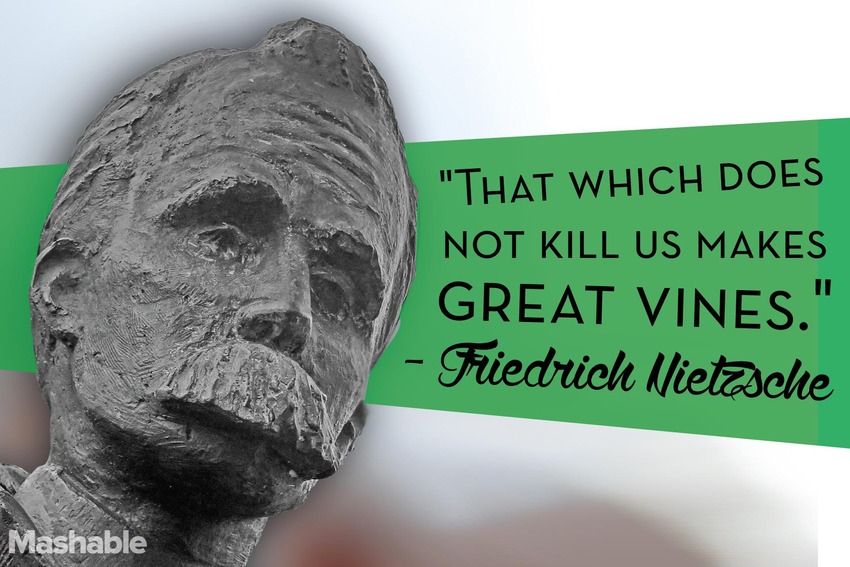 "THAT WHICH DOES
NOT KILL US MAKES
GREAT VINES."
- Friedrich Nietzsche
Mashable